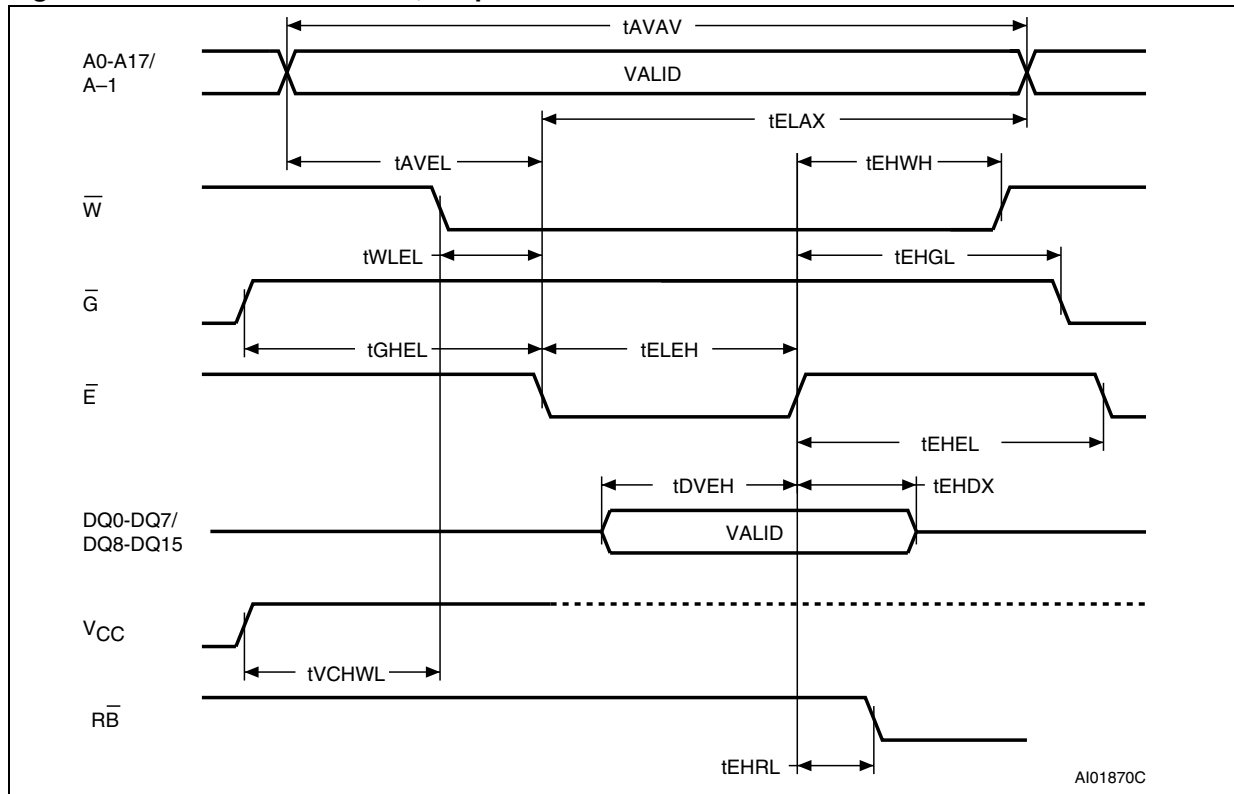 tAVAV
A0-A17/
A–1
VALID
tELAX
tAVEL
tEHWH
W̅
tWLEL
tEHGL
G̅
tGHEL
tELEH
E̅
tEHEL
tDVEH
tEHDX
DQ0-DQ7/
DQ8-DQ15
VALID
VCC
tVCHWL
RB̅
tEHRL
AI01870C